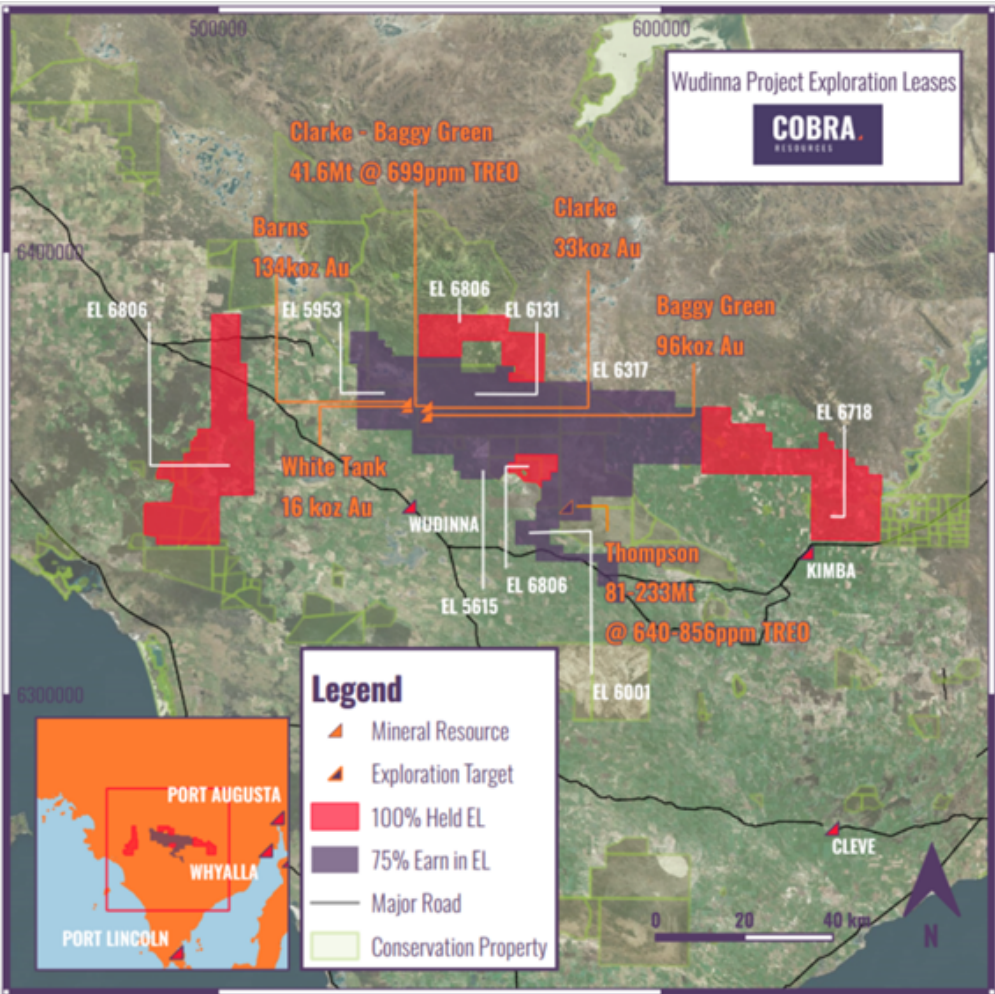 500000
600000
Wudinna Project Exploration Leases
COBRA.
RESOURCES
Clarke - Baggy Green
41.6Mt @ 699ppm TREO
Clarke
33koz Au
Barns
134koz Au
6400000
EL 6806
EL 5953
EL 6806
EL 6131
Baggy Green
96koz Au
EL 6317
EL 6718
White Tank
16 koz Au
WUDINNA
Thompson
81-233Mt
@ 640-856ppm TREO
KIMBA
EL 6806
EL 5615
EL 6001
6300000
Legend
Mineral Resource
Exploration Target
100% Held EL
75% Earn in EL
Major Road
Conservation Property
PORT AUGUSTA
WHYALLA
PORT LINCOLN
CLEVE
0 20 40 km
N